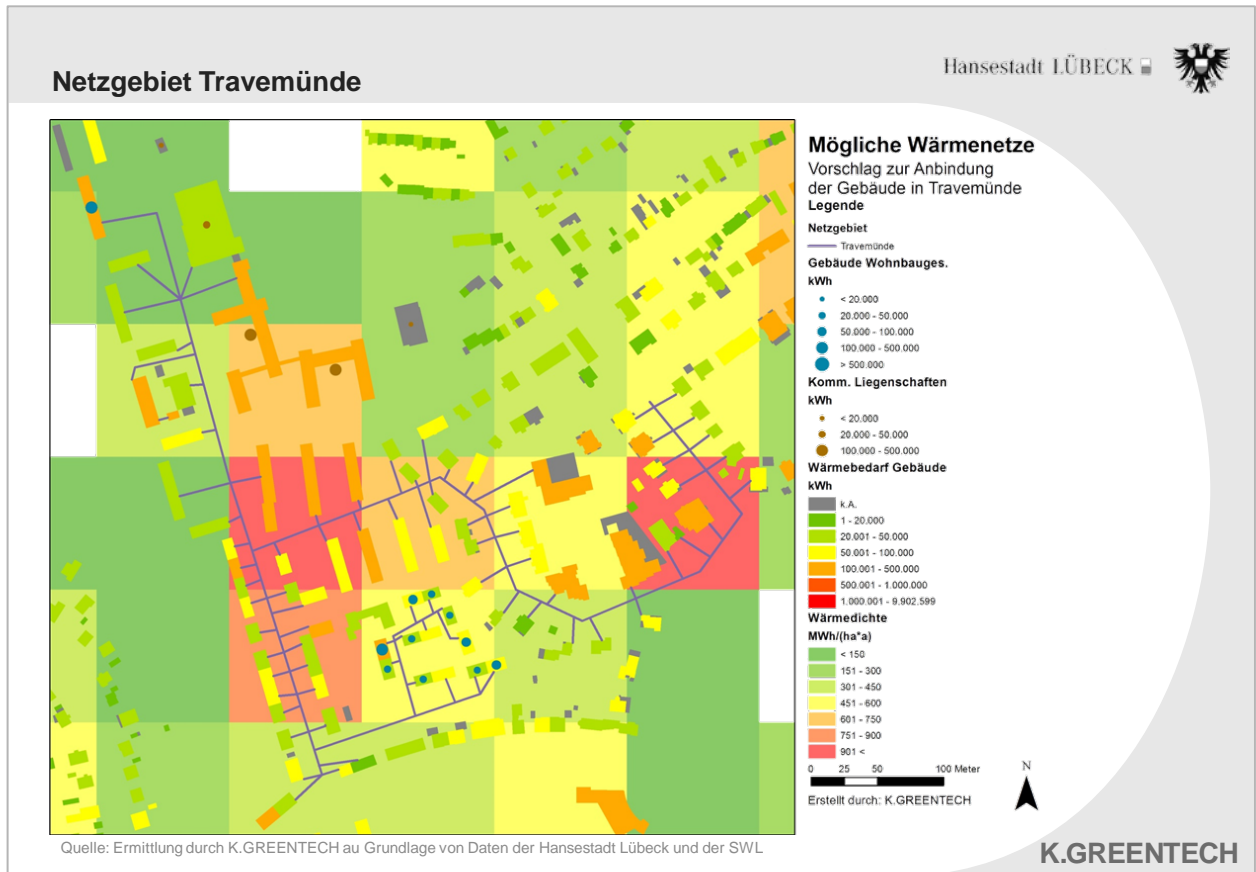 Netzgebiet Travemünde
Hansestadt LÜBECK
Mögliche Wärmenetze
Vorschlag zur Anbindung
der Gebäude in Travemünde
Legende
Netzgebiet
Travemünde
Gebäude Wohnbauges.
kWh
< 20.000
20.000 - 50.000
50.000 - 100.000
100.000 - 500.000
> 500.000
Komm. Liegenschaften
kWh
< 20.000
20.000 - 50.000
100.000 - 500.000
Wärmebedarf Gebäude
kWh
k.A.
1 - 20.000
20.001 - 50.000
50.001 - 100.000
100.001 - 500.000
500.001 - 1.000.000
1.000.001 - 9.902.599
Wärmedichte
MWh/(ha*a)
< 150
151 - 300
301 - 450
451 - 600
601 - 750
751 - 900
901 <
0 25 50 100 Meter
N
Erstellt durch: K.GREENTECH
Quelle: Ermittlung durch K.GREENTECH au Grundlage von Daten der Hansestadt Lübeck und der SWL
K.GREENTECH